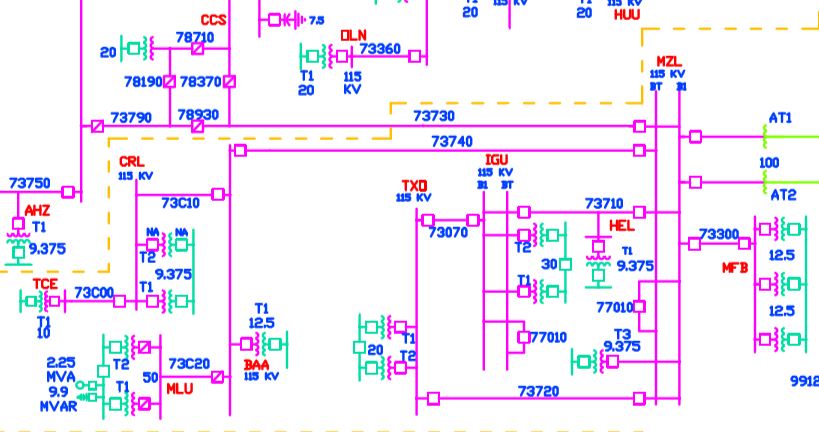 CCS
7.5
20
T1
20
HUU
78710
20
DLN
73360
T1
20
115
KV
78190
78370
MZL
115 KV
BT
B1
73790
78930
73730
AT1
73740
CRL
115 KV
IGU
115 KV
B1
BT
100
73750
TXO
115 KV
AT2
73C10
73710
AHZ
T1
9.375
73070
HEL
73300
NA
NA
T2
T2
T1
9.375
12.5
9.375
30
MFB
TCE
73C00
T1
T1
77010
12.5
T1
10
T1
12.5
77010
T3
9.375
T1
20
T2
2.25
MVA
9.9
MVAR
T2
T1
50
73C20
MLU
BAA
115 KV
73720
9912